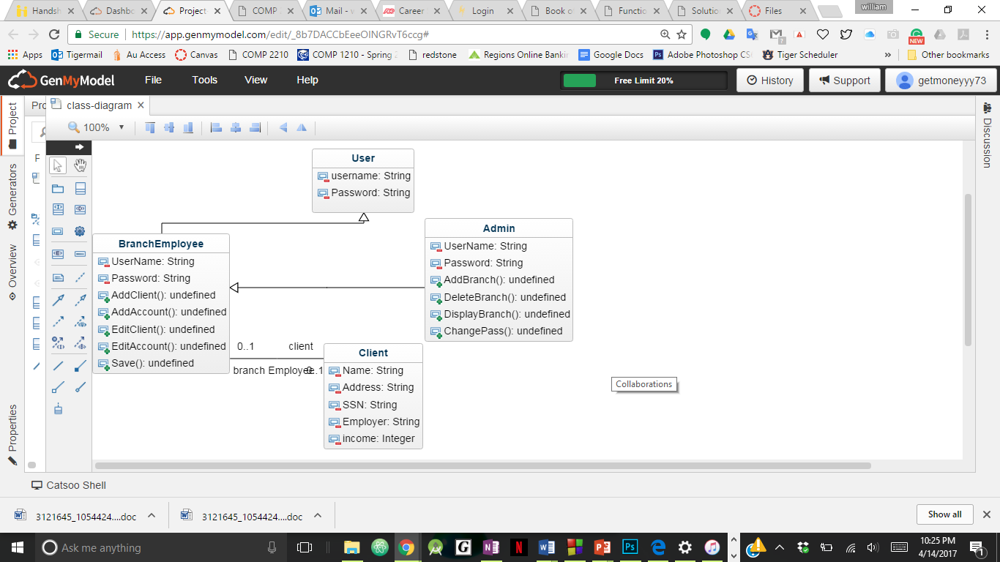 william
Handsh
Dashbo
Project
COMP
Mail - w
Career
Login
Book o
Functio
Solutio
Files
Secure
https://app.genmymodel.com/edit/_8b7DACCbEeeOINGRvT6ccg#
NEW
Apps
Tigermail
Au Access
Canvas
COMP 2210
COMP 1210 - Spring 2
redstone
Regions Online Bankin
Google Docs
Adobe Photoshop CS
Tiger Scheduler
»
Other bookmarks
GenMyModel
File
Tools
View
Help
Free Limit 20%
History
Support
getmoneyyy73
Project
Generators
Overview
Properties
Pro
class-diagram
100%
Discussion
User
username: String
Password: String
BranchEmployee
UserName: String
Password: String
AddClient(): undefined
AddAccount(): undefined
EditClient(): undefined
EditAccount(): undefined
Save(): undefined
Admin
UserName: String
Password: String
AddBranch(): undefined
DeleteBranch(): undefined
DisplayBranch(): undefined
ChangePass(): undefined
0..1
client
branch Employee
0..1
Client
Name: String
Address: String
SSN: String
Employer: String
income: Integer
Collaborations
Catsoo Shell
3121645_1054424....doc
3121645_1054424....doc
Show all
Ask me anything
10:25 PM
4/14/2017